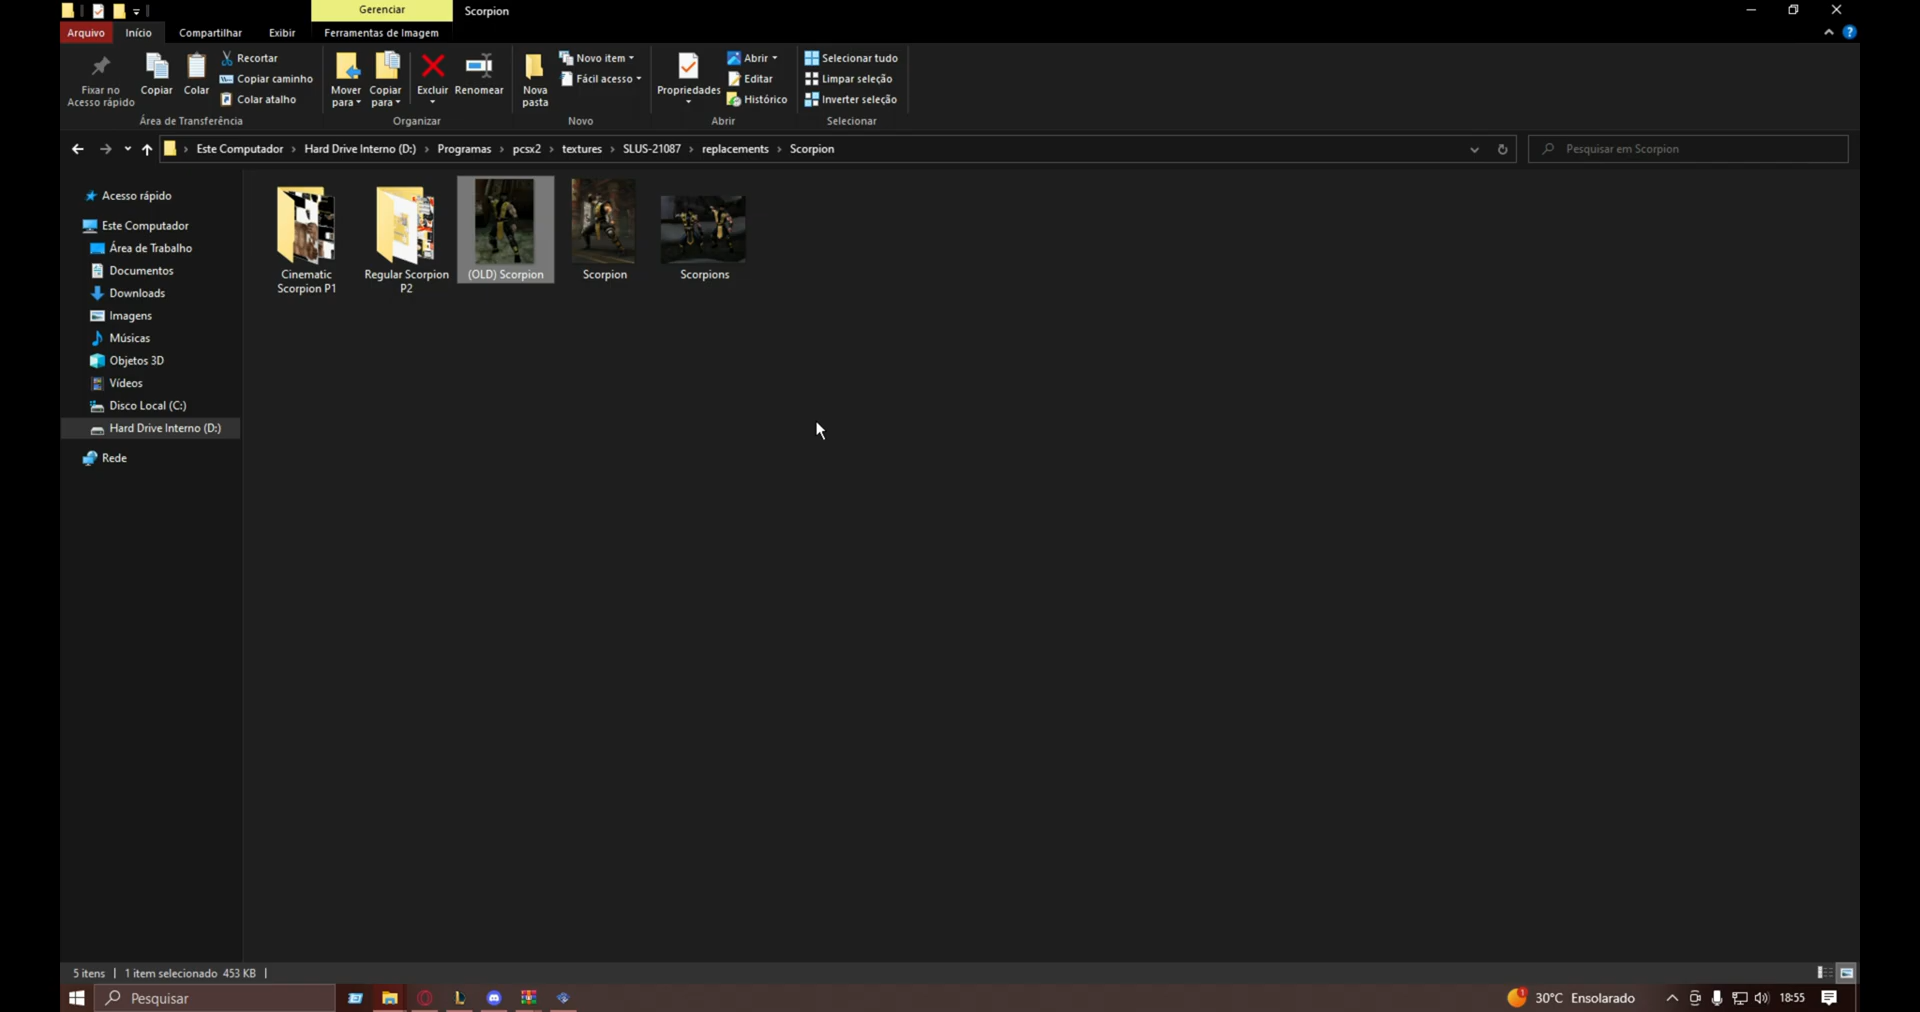 Gerenciar
Scorpion
Arquivo
Início
Compartilhar
Exibir
Ferramentas de Imagem
Fixar no
Acesso rápido
Copiar
Colar
Recortar
Copiar caminho
Colar atalho
Área de Transferência
Mover
para
Copiar
para
Excluir
Renomear
Organizar
Nova
pasta
Novo item
Fácil acesso
Novo
Propriedades
Abrir
Editar
Histórico
Abrir
Selecionar tudo
Limpar seleção
Inverter seleção
Selecionar
Este Computador > Hard Drive Interno (D:) > Programas > pcsx2 > textures > SLUS-21087 > replacements > Scorpion
Pesquisar em Scorpion
Acesso rápido
Este Computador
Área de Trabalho
Documentos
Downloads
Imagens
Músicas
Objetos 3D
Vídeos
Disco Local (C:)
Hard Drive Interno (D:)
Rede
Cinematic
Scorpion P1
Regular Scorpion
P2
(OLD) Scorpion
Scorpion
Scorpions
5 itens
1 item selecionado 453 KB
Pesquisar
30°C Ensolarado
18:55